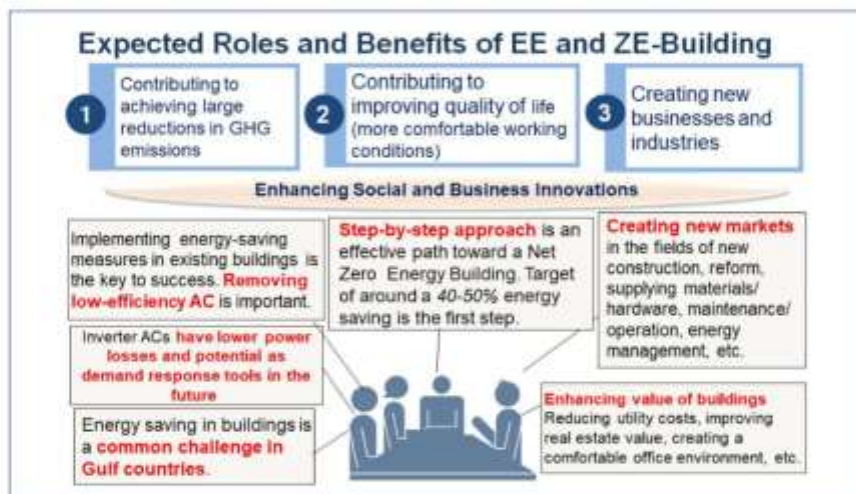 Expected Roles and Benefits of EE and ZE-Building
1
Contributing to
achieving large
reductions in GHG
emissions
2
Contributing to
improving quality of life
(more comfortable working
conditions)
3
Creating new
businesses and
industries
Enhancing Social and Business Innovations
Implementing energy-saving
measures in existing buildings is
the key to success. Removing
low-efficiency AC is important.
Step-by-step approach is an
effective path toward a Net
Zero Energy Building. Target
of around a 40-50% energy
saving is the first step.
Creating new markets
in the fields of new
construction, reform,
supplying materials/
hardware, maintenance/
operation, energy
management, etc.
Inverter ACs have lower power
losses and potential as
demand response tools in the
future
Energy saving in buildings is
a common challenge in
Gulf countries.
Enhancing value of buildings
Reducing utility costs, improving
real estate value, creating a
comfortable office environment, etc.